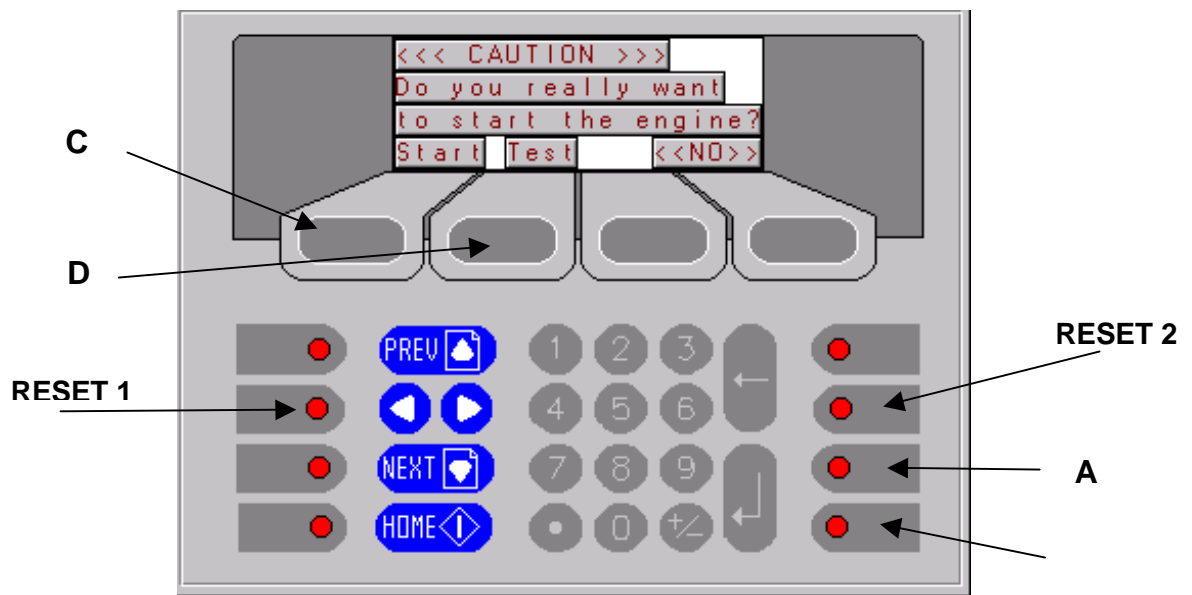 <<< CAUTION >>>
Do you really want
to start the engine?
Start Test <<NO>>
C
D
PREV 1 2 3
RESET 2
RESET 1
4 5 6
NEXT 7 8 9
A
HOME • 0 +/-